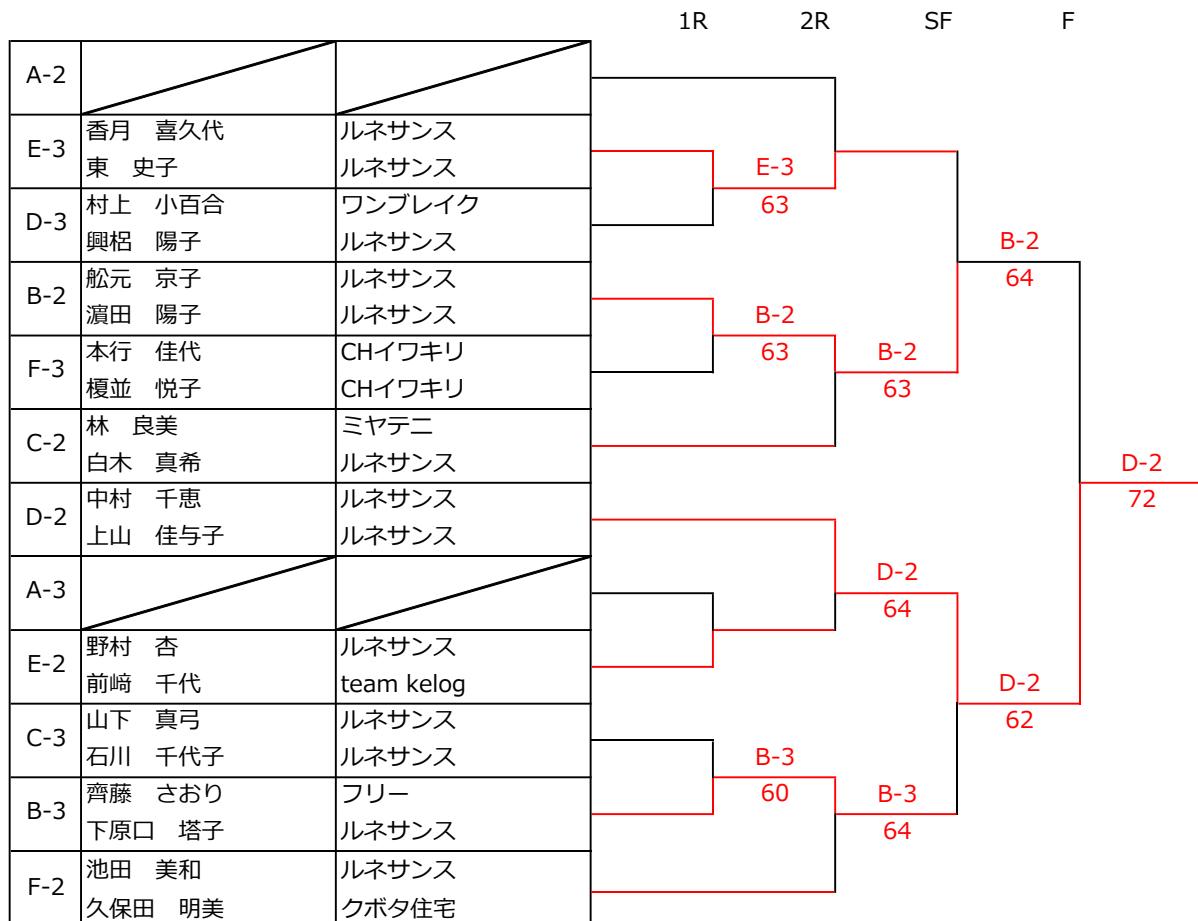 1R 2R SF F
A-2
E-3
香月　喜久代 ルネサンス
東　史子 ルネサンス
D-3
村上　小百合 ワンブレイク
興梠　陽子 ルネサンス
B-2
舩元　京子 ルネサンス
濵田　陽子 ルネサンス
F-3
本行　佳代 CHイワキリ
榎並　悦子 CHイワキリ
C-2
林　良美 ミヤテニ
白木　真希 ルネサンス
D-2
中村　千恵 ルネサンス
上山　佳与子 ルネサンス
A-3
E-2
野村　杏 ルネサンス
前﨑　千代 team kelog
C-3
山下　真弓 ルネサンス
石川　千代子 ルネサンス
B-3
齊藤　さおり フリー
下原口　塔子 ルネサンス
F-2
池田　美和 ルネサンス
久保田　明美 クボタ住宅
E-3
63
B-2
63
B-3
60
B-2
63
D-2
64
B-3
64
B-2
64
D-2
62
D-2
72